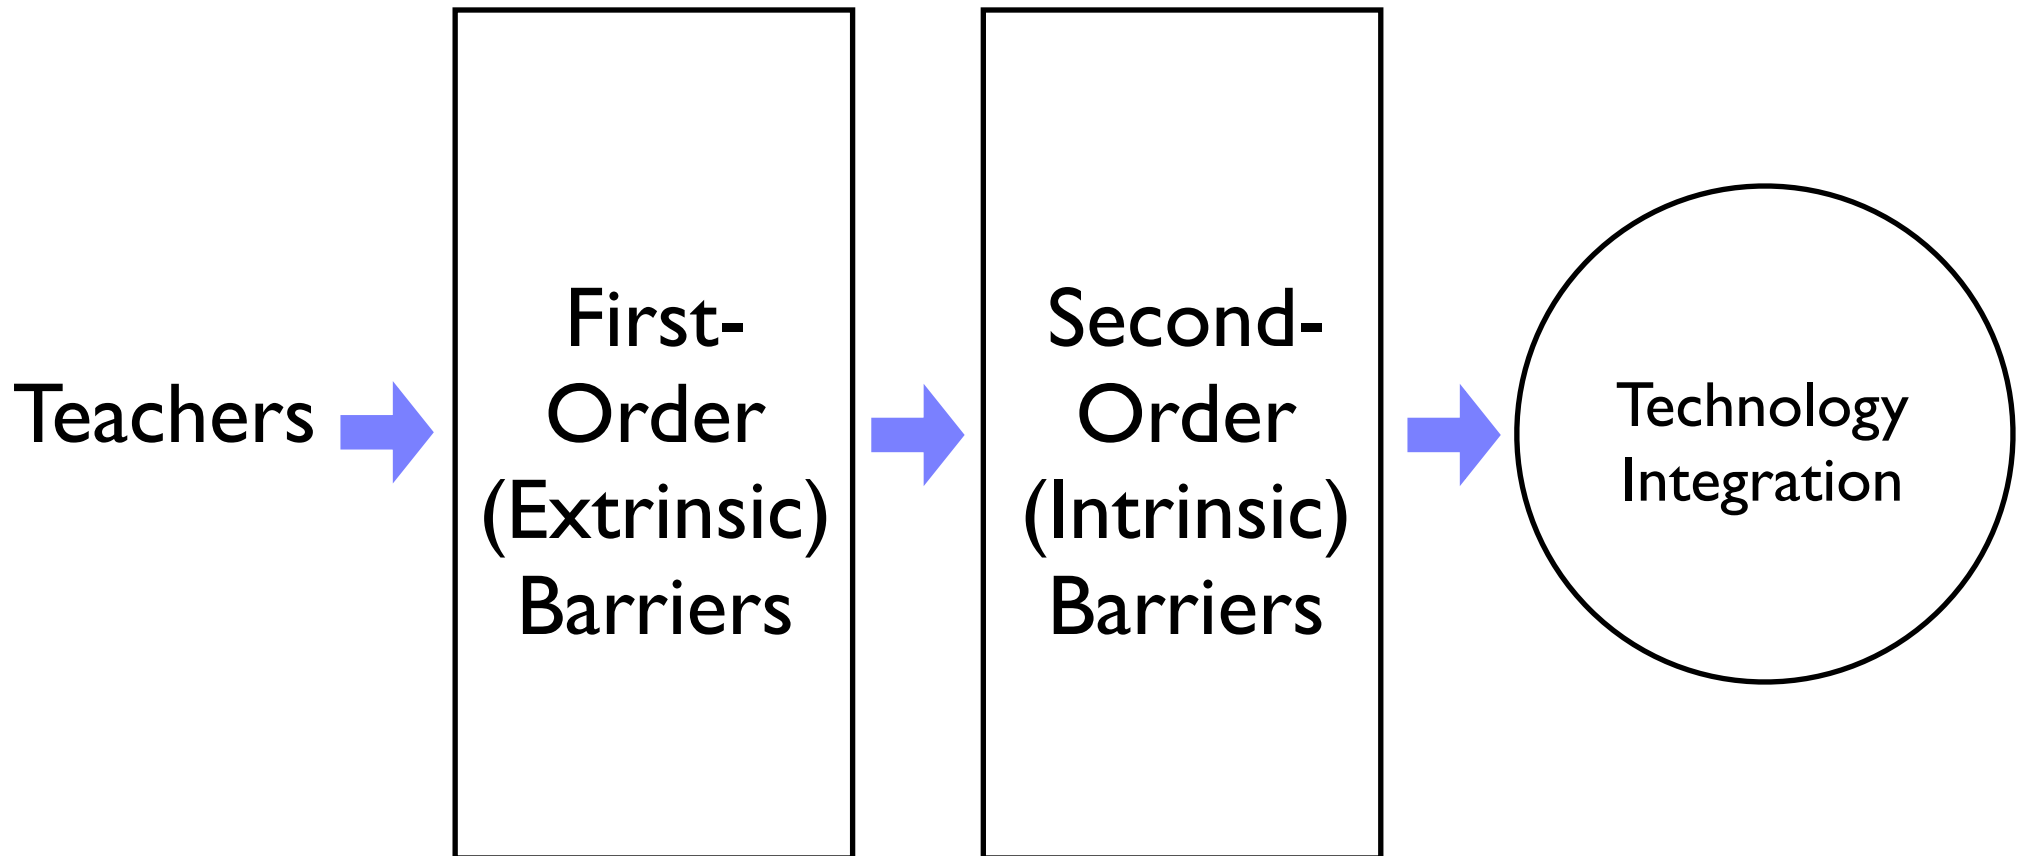 Teachers
First-
Order
(Extrinsic)
Barriers
Second-
Order
(Intrinsic)
Barriers
Technology
Integration